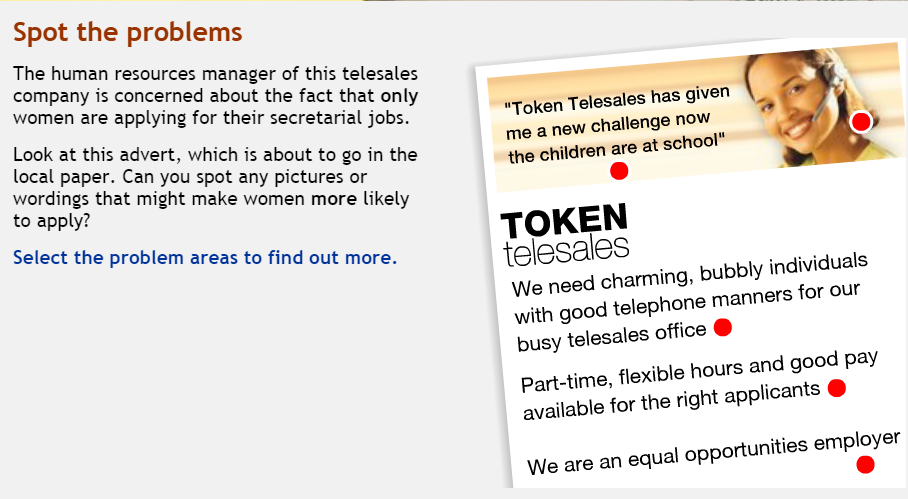 Spot the problems
The human resources manager of this telesales
company is concerned about the fact that only
women are applying for their secretarial jobs.
Look at this advert, which is about to go in the
local paper. Can you spot any pictures or
wordings that might make women more likely
to apply?
Select the problem areas to find out more.
"Token Telesales has given
me a new challenge now
the children are at school"
TOKEN
telesales
We need charming, bubbly individuals
with good telephone manners for our
busy telesales office
Part-time, flexible hours and good pay
available for the right applicants
We are an equal opportunities employer